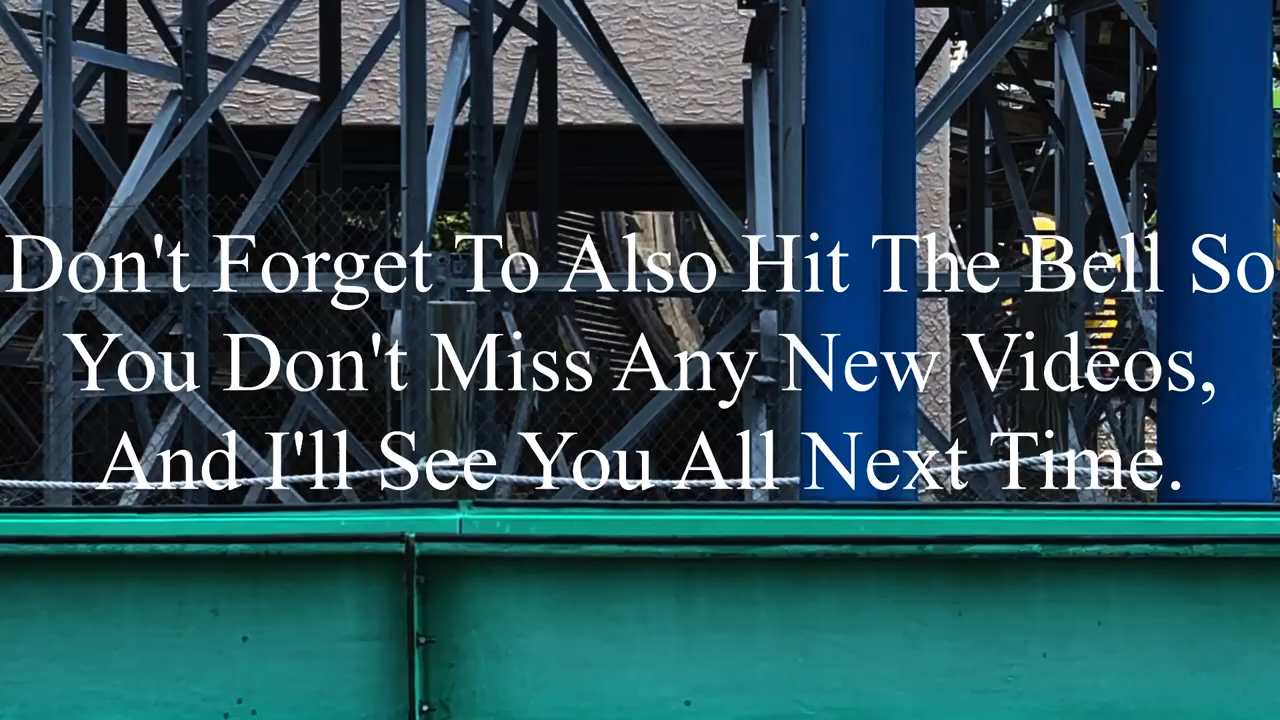 Don't Forget To Also Hit The Bell So
You Don't Miss Any New Videos,
And I'll See You All Next Time.